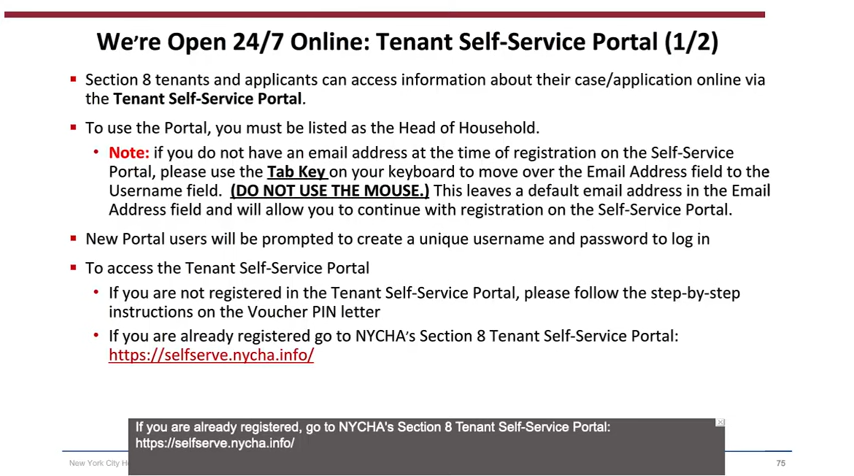 We're Open 24/7 Online: Tenant Self-Service Portal (1/2)
▪ Section 8 tenants and applicants can access information about their case/application online via
the Tenant Self-Service Portal.
▪ To use the Portal, you must be listed as the Head of Household.
• Note: if you do not have an email address at the time of registration on the Self-Service
Portal, please use the Tab Key on your keyboard to move over the Email Address field to the
Username field. (DO NOT USE THE MOUSE.) This leaves a default email address in the Email
Address field and will allow you to continue with registration on the Self-Service Portal.
▪ New Portal users will be prompted to create a unique username and password to log in
▪ To access the Tenant Self-Service Portal
• If you are not registered in the Tenant Self-Service Portal, please follow the step-by-step
instructions on the Voucher PIN letter
• If you are already registered go to NYCHA's Section 8 Tenant Self-Service Portal:
https://selfserve.nycha.info/
If you are already registered, go to NYCHA's Section 8 Tenant Self-Service Portal:
https://selfserve.nycha.info/
New York City H
75